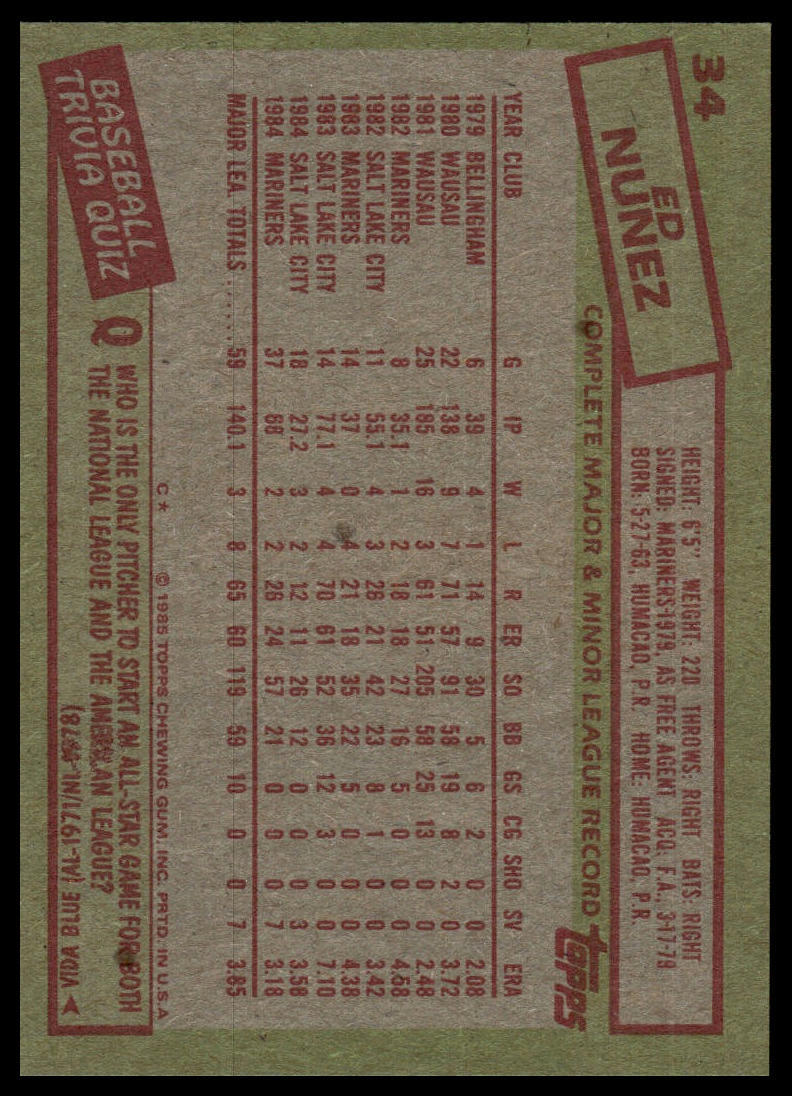 34
ED
NUNEZ
HEIGHT: 6'5" WEIGHT: 220 THROWS: RIGHT BATS: RIGHT
SIGNED: MARINERS-1979, AS FREE AGENT ACQ. F.A., 3-17-79
BORN: 5-27-63, HUMACAO, P.R. HOME: HUMACAO, P.R.
COMPLETE MAJOR & MINOR LEAGUE RECORD topps
YEAR CLUB G IP W L R ER SO BB GS CG SHO SV ERA
1979 BELLINGHAM 6 39 4 1 14 9 30 5 6 2 0 0 2.08
1980 WAUSAU 22 138 9 7 71 57 91 58 19 8 2 0 3.72
1981 WAUSAU 25 185 16 3 61 51 205 58 25 13 0 0 2.48
1982 MARINERS 8 35.1 1 2 18 18 27 16 5 0 0 0 4.58
1982 SALT LAKE CITY 11 55.1 4 3 26 21 42 23 8 1 0 0 3.42
1983 MARINERS 14 37 0 4 21 18 35 22 5 0 0 0 4.38
1983 SALT LAKE CITY 14 77.1 4 4 70 61 52 36 12 3 0 0 7.10
1984 SALT LAKE CITY 18 27.2 3 2 12 11 26 12 0 0 0 3 3.58
1984 MARINERS 37 68 2 2 26 24 57 21 0 0 0 7 3.18
MAJOR LEA. TOTALS....... 59 140.1 3 8 65 60 119 59 10 0 0 7 3.85
C★ © 1985 TOPPS CHEWING GUM, INC. PRTD. IN U.S.A.
BASEBALL
TRIVIA QUIZ
Q WHO IS THE ONLY PITCHER TO START AN ALL-STAR GAME FOR BOTH
THE NATIONAL LEAGUE AND THE AMERICAN LEAGUE?
VIDA BLUE (AL-1971/NL-1978)